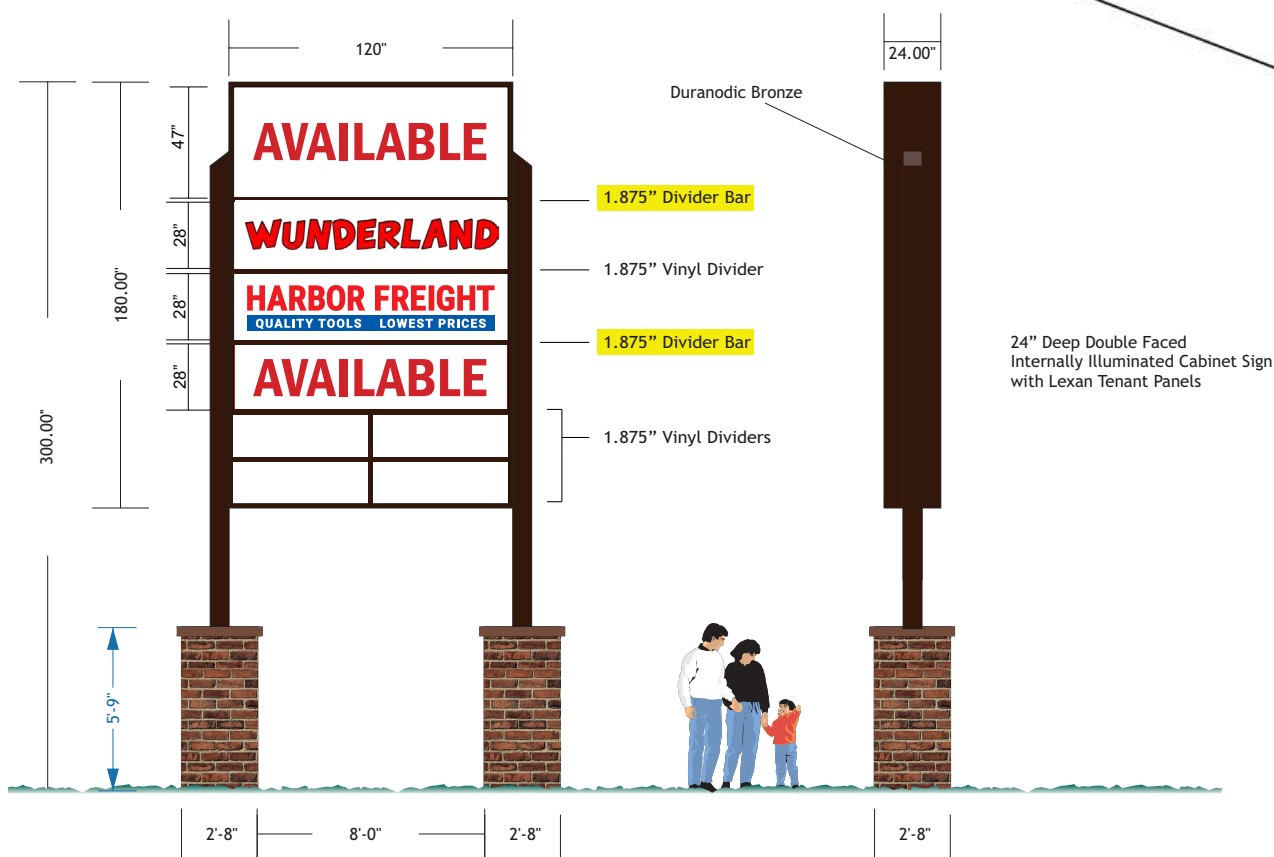 120"
24.00"
Duranodic Bronze
47"
AVAILABLE
1.875” Divider Bar
28"
WUNDERLAND
1.875” Vinyl Divider
180.00"
28"
HARBOR FREIGHT
QUALITY TOOLS LOWEST PRICES
1.875” Divider Bar
24” Deep Double Faced
Internally Illuminated Cabinet Sign
with Lexan Tenant Panels
28"
AVAILABLE
300.00"
1.875” Vinyl Dividers
5'-9"
2'-8"
8'-0"
2'-8"
2'-8"